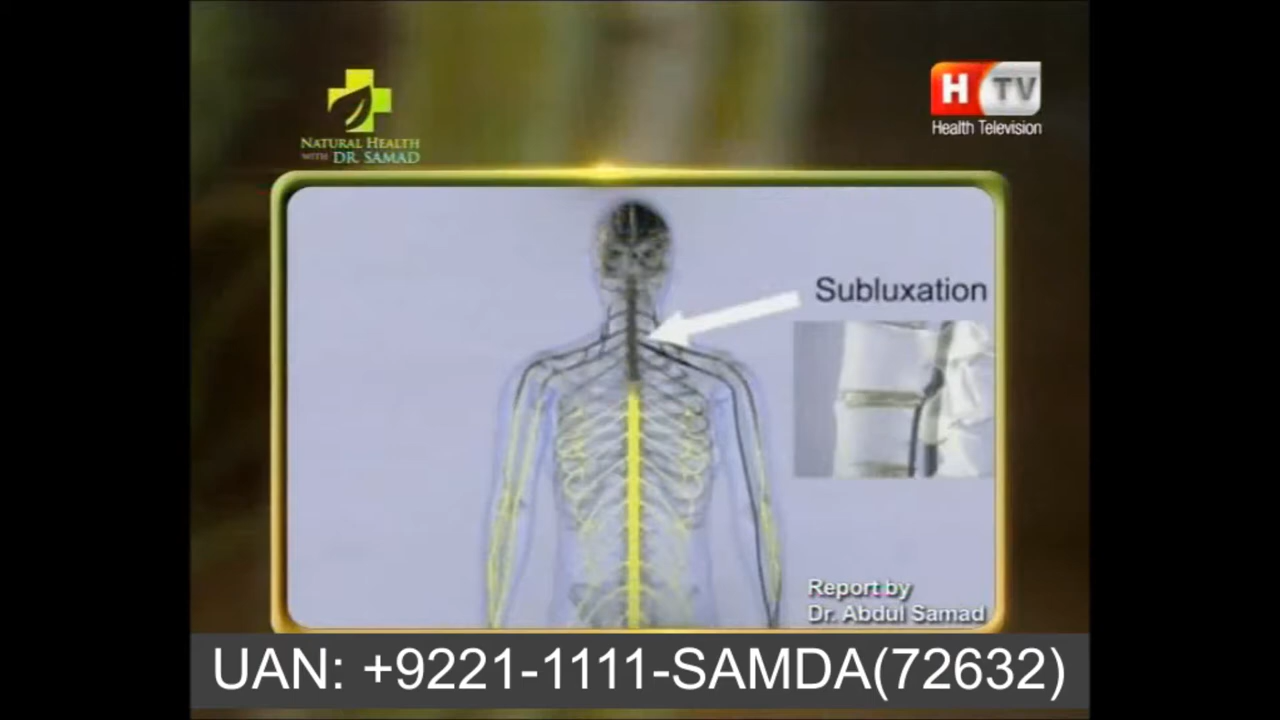 NATURAL HEALTH
WITH DR. SAMAD
H TV
Health Television
Subluxation
Report by
Dr. Abdul Samad
UAN: +9221-1111-SAMDA(72632)